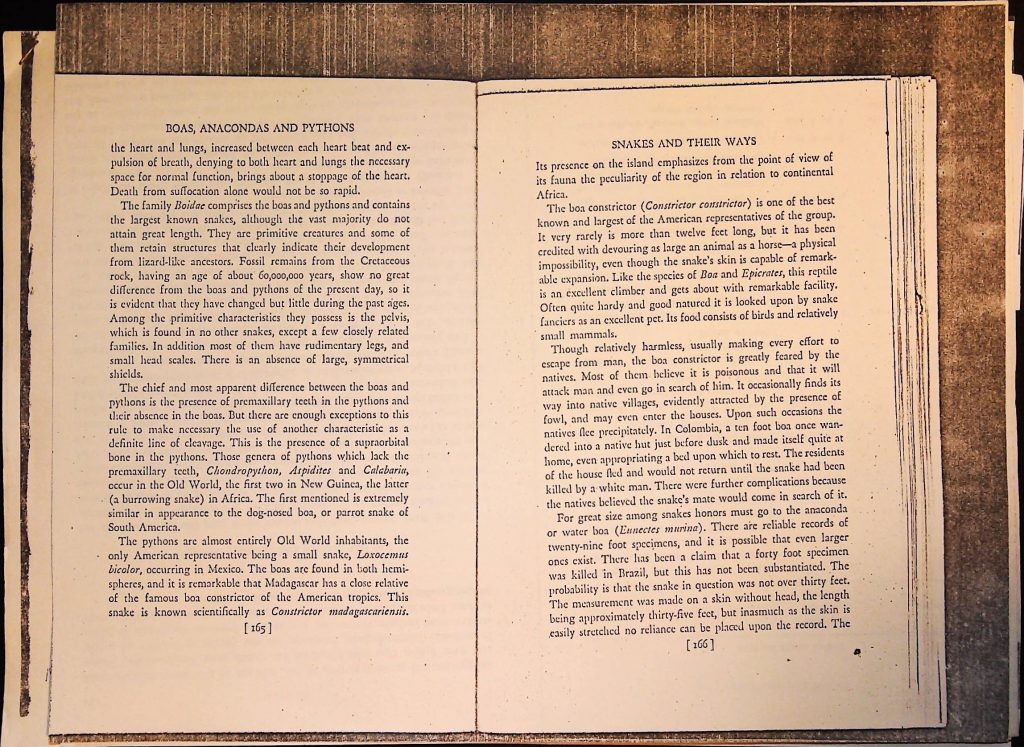 BOAS, ANACONDAS AND PYTHONS
the heart and lungs, increased between each heart beat and ex-
pulsion of breath, denying to both heart and lungs the necessary
space for normal function, brings about a stoppage of the heart.
Death from suffocation alone would not be so rapid.
The family Boidae comprises the boas and pythons and contains
the largest known snakes, although the vast majority do not
attain great length. They are primitive creatures and some of
them retain structures that clearly indicate their development
from lizard-like ancestors. Fossil remains from the Cretaceous
rock, having an age of about 60,000,000 years, show no great
difference from the boas and pythons of the present day, so it
is evident that they have changed but little during the past ages.
Among the primitive characteristics they possess is the pelvis,
which is found in no other snakes, except a few closely related
families. In addition most of them have rudimentary legs, and
small head scales. There is an absence of large, symmetrical
shields.
The chief and most apparent difference between the boas and
pythons is the presence of premaxillary teeth in the pythons and
their absence in the boas. But there are enough exceptions to this
rule to make necessary the use of another characteristic as a
definite line of cleavage. This is the presence of a supraorbital
bone in the pythons. Those genera of pythons which lack the
premaxillary teeth, Chondropython, Aspidites and Calabaria,
occur in the Old World, the first two in New Guinea, the latter
(a burrowing snake) in Africa. The first mentioned is extremely
similar in appearance to the dog-nosed boa, or parrot snake of
South America.
The pythons are almost entirely Old World inhabitants, the
only American representative being a small snake, Loxocemus
bicolor, occurring in Mexico. The boas are found in both hemi-
spheres, and it is remarkable that Madagascar has a close relative
of the famous boa constrictor of the American tropics. This
snake is known scientifically as Constrictor madagascariensis.
[ 165 ]
SNAKES AND THEIR WAYS
Its presence on the island emphasizes from the point of view of
its fauna the peculiarity of the region in relation to continental
Africa.
The boa constrictor (Constrictor constrictor) is one of the best
known and largest of the American representatives of the group.
It very rarely is more than twelve feet long, but it has been
credited with devouring as large an animal as a horse—a physical
impossibility, even though the snake's skin is capable of remark-
able expansion. Like the species of Boa and Epicrates, this reptile
is an excellent climber and gets about with remarkable facility.
Often quite hardy and good natured it is looked upon by snake
fanciers as an excellent pet. Its food consists of birds and relatively
small mammals.
Though relatively harmless, usually making every effort to
escape from man, the boa constrictor is greatly feared by the
natives. Most of them believe it is poisonous and that it will
attack man and even go in search of him. It occasionally finds its
way into native villages, evidently attracted by the presence of
fowl, and may even enter the houses. Upon such occasions the
natives flee precipitately. In Colombia, a ten foot boa once wan-
dered into a native hut just before dusk and made itself quite at
home, even appropriating a bed upon which to rest. The residents
of the house fled and would not return until the snake had been
killed by a white man. There were further complications because
the natives believed the snake's mate would come in search of it.
For great size among snakes honors must go to the anaconda
or water boa (Eunectes murina). There are reliable records of
twenty-nine foot specimens, and it is possible that even larger
ones exist. There has been a claim that a forty foot specimen
was killed in Brazil, but this has not been substantiated. The
probability is that the snake in question was not over thirty feet.
The measurement was made on a skin without head, the length
being approximately thirty-five feet, but inasmuch as the skin is
easily stretched no reliance can be placed upon the record. The
[ 166 ]